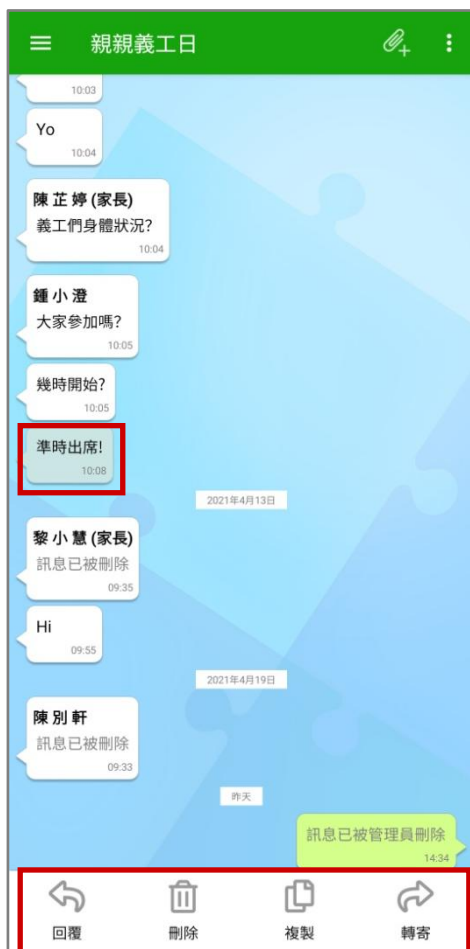 親親義工日
10:03
Yo
10:04
陳 芷 婷 (家長)
義工們身體狀況?
10:04
鍾 小 澄
大家參加嗎?
10:05
幾時開始?
10:05
準時出席!
10:08
2021年4月13日
黎 小 慧 (家長)
訊息已被刪除
09:35
Hi
09:55
2021年4月19日
陳 別 軒
訊息已被刪除
09:33
昨天
訊息已被管理員刪除
14:34
回覆 刪除 複製 轉寄